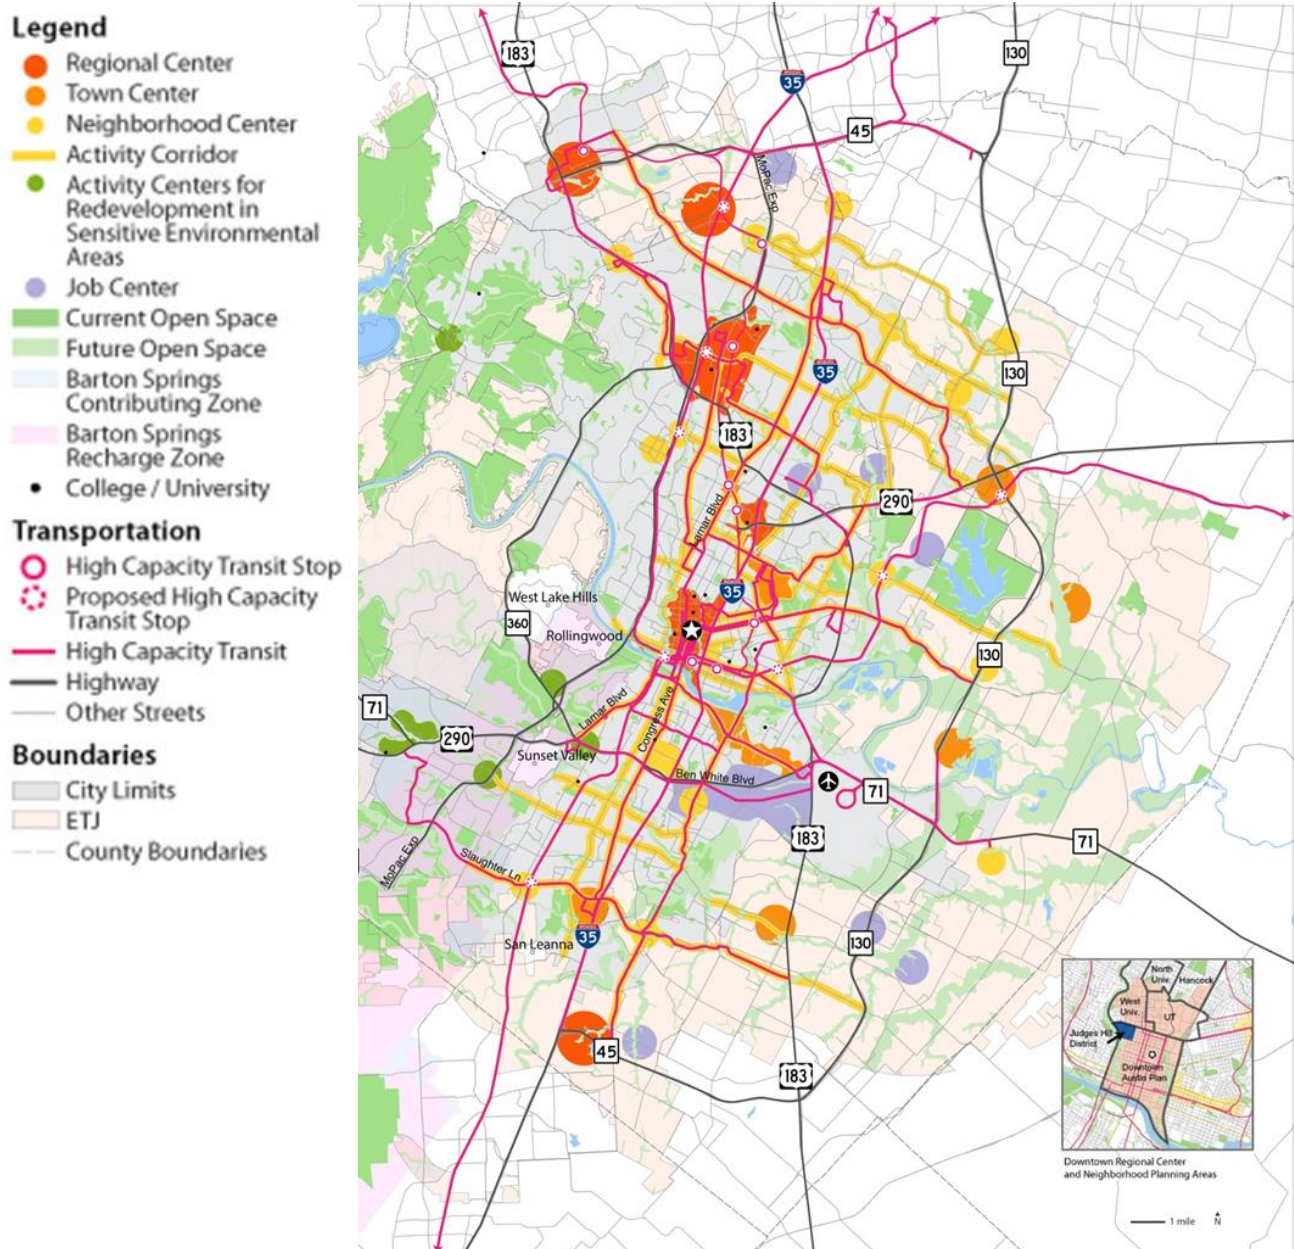 Legend
Regional Center
Town Center
Neighborhood Center
Activity Corridor
Activity Centers for
Redevelopment in
Sensitive Environmental
Areas
Job Center
Current Open Space
Future Open Space
Barton Springs
Contributing Zone
Barton Springs
Recharge Zone
College / University
Transportation
High Capacity Transit Stop
Proposed High Capacity
Transit Stop
High Capacity Transit
Highway
Other Streets
Boundaries
City Limits
ETJ
County Boundaries
183
35
130
45
MoPac Exp
35
130
183
290
Lamar Blvd
35
West Lake Hills
360
Rollingwood
130
71
290
Lamar Blvd
Congress Ave
Sunset Valley
Ben White Blvd
71
183
71
MoPac Exp
Slaughter Ln
San Leanna
35
130
45
183
North
Univ.
Hancock
West
Univ.
UT
Judges Hill
District
Downtown
Austin Plan
Downtown Regional Center
and Neighborhood Planning Areas
1 mile
N